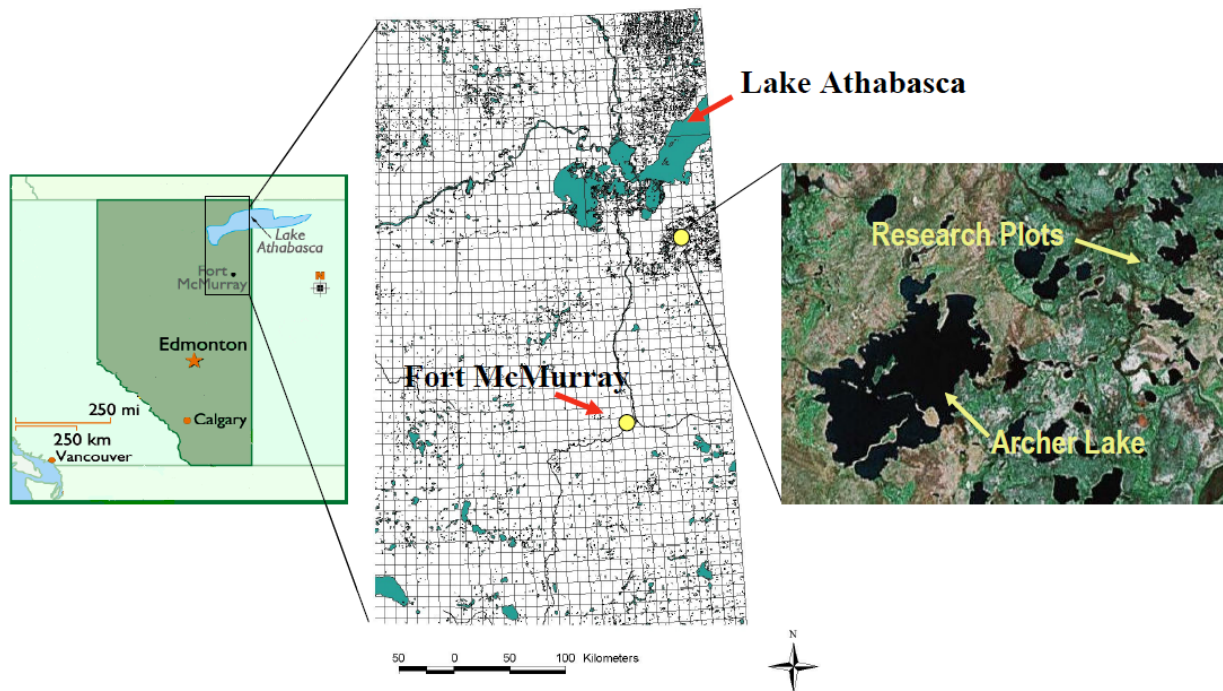 Lake
Athabasca
Fort
McMurray
N
Edmonton
250 mi
250 km
Calgary
Vancouver
Lake Athabasca
Fort McMurray
50 0 50 100 Kilometers
N
Research Plots
Archer Lake